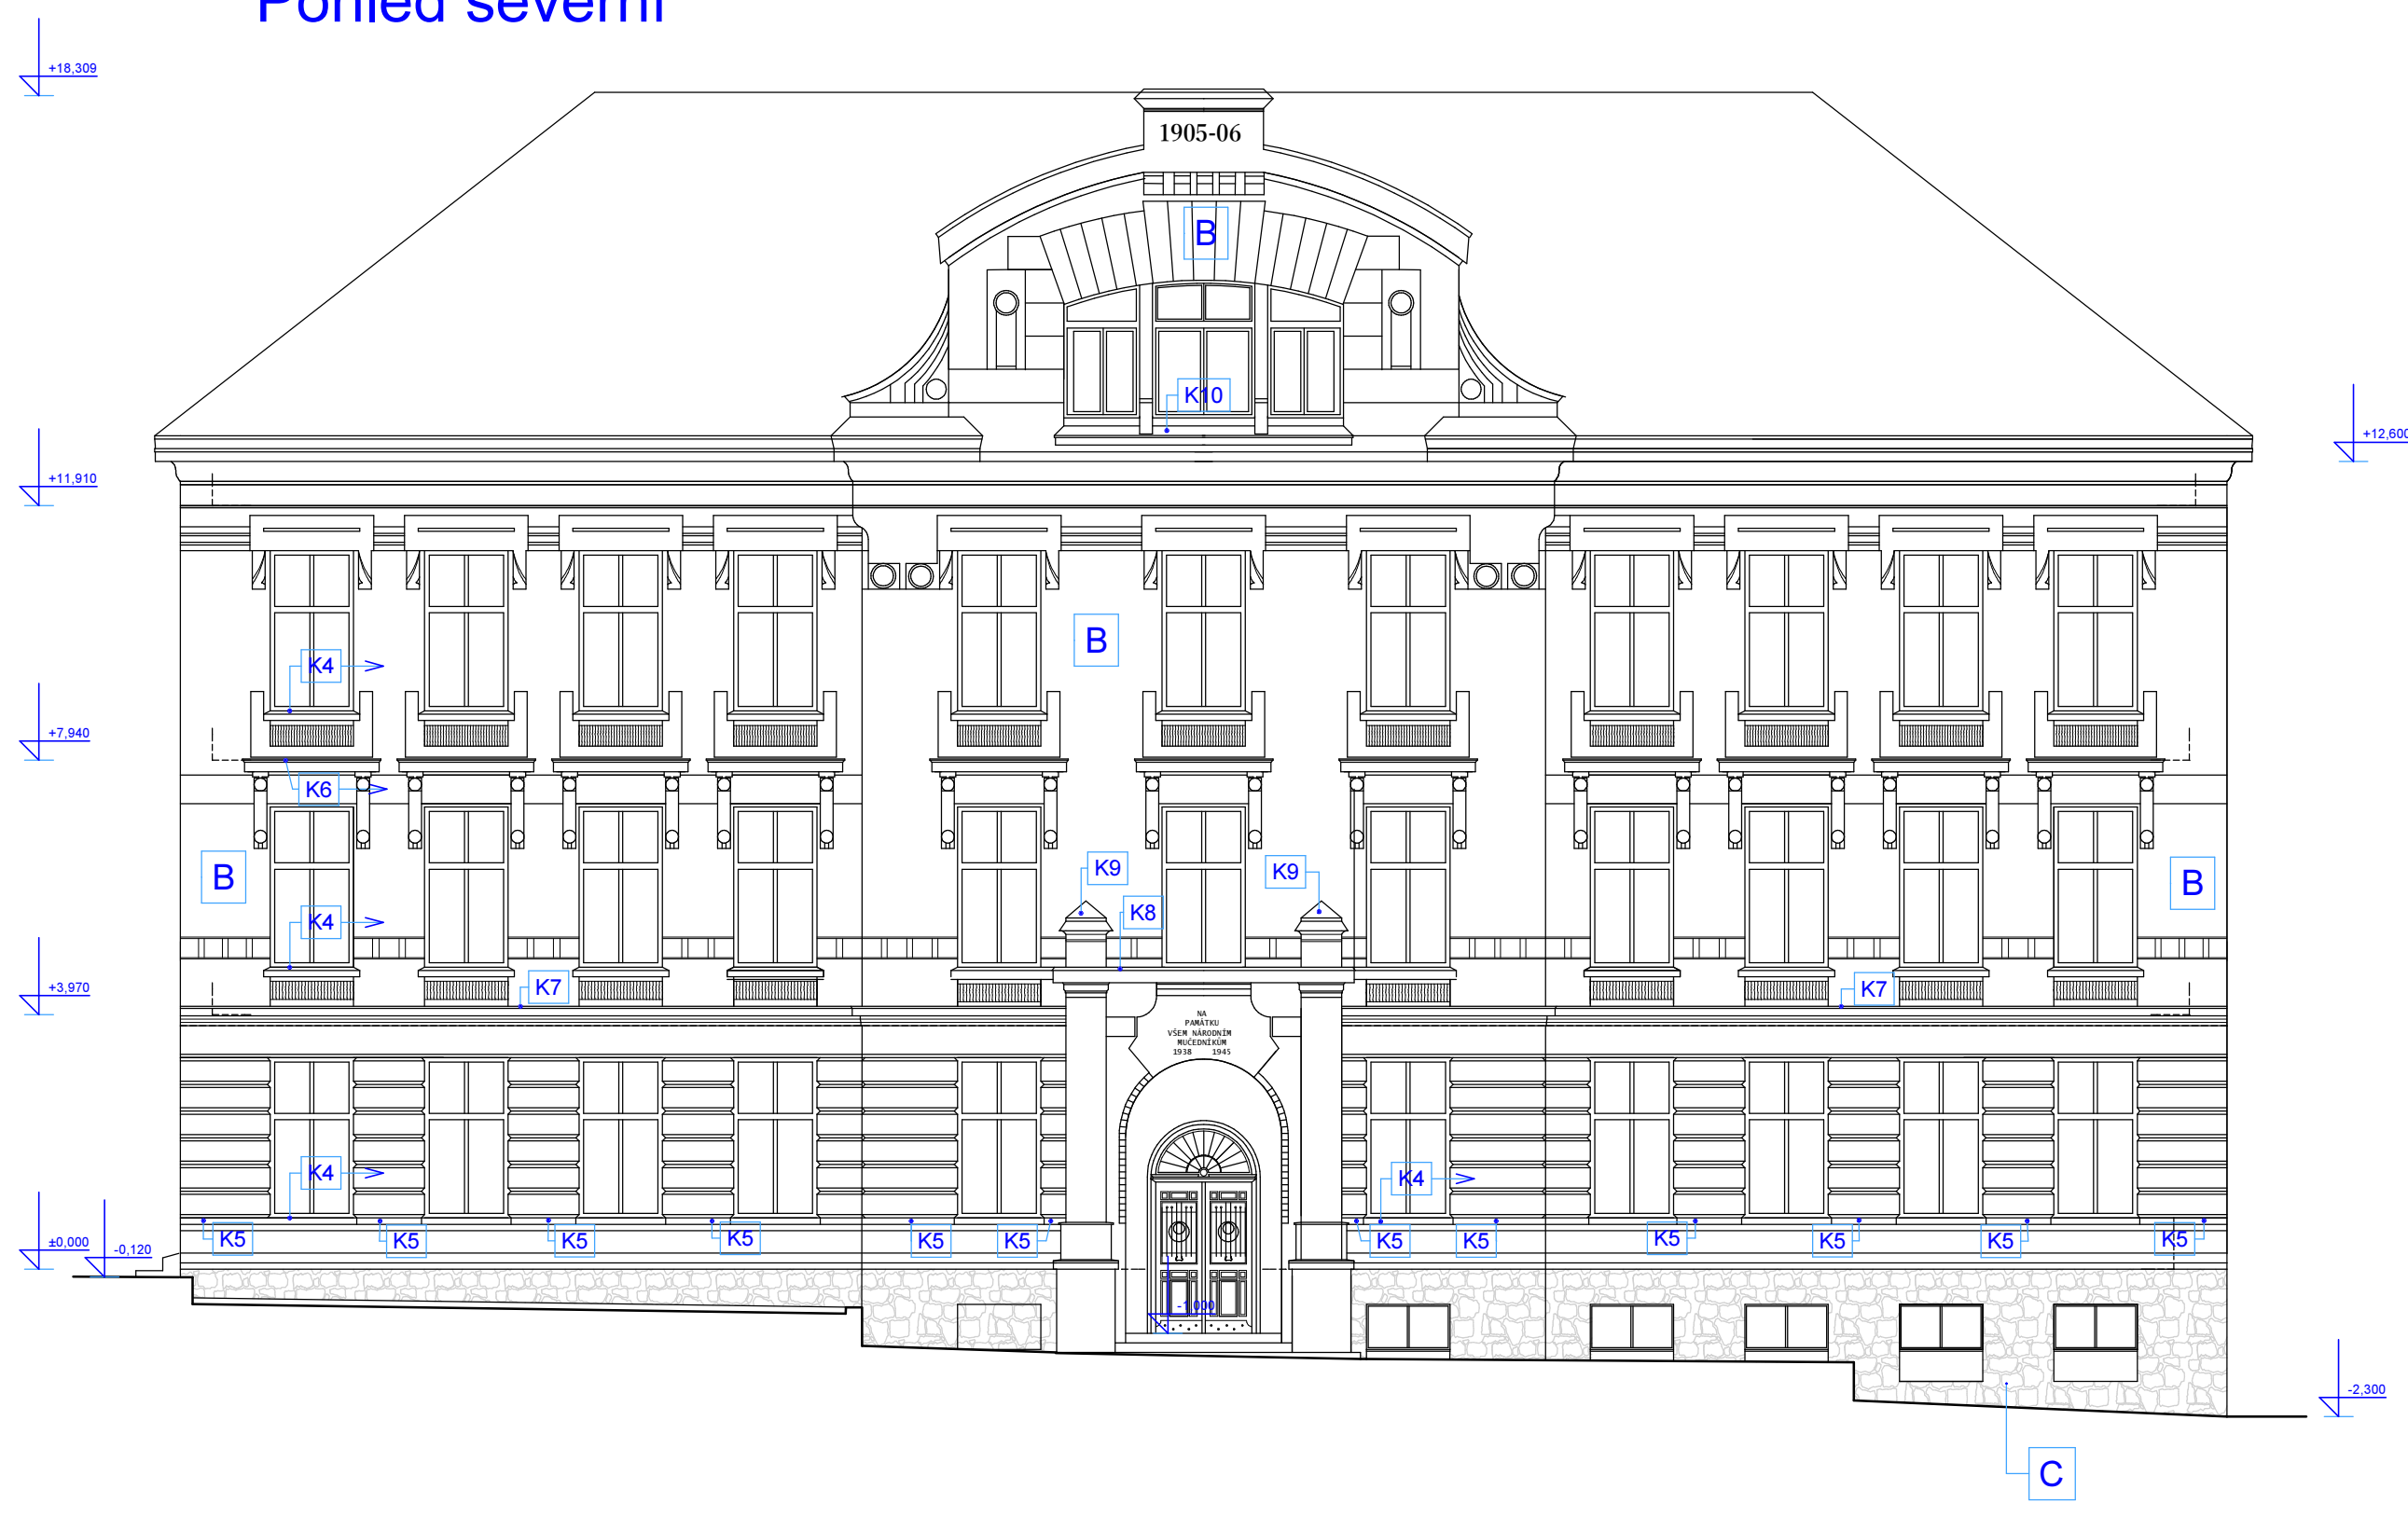 Pohled severní
+18,309
1905-06
B
K10
+12,600
+11,910
B
K4
+7,940
K6
B
K9
K9
B
K8
K4
K7
K7
+3,970
NA
PAMÁTKU
VŠEM NÁRODNÍM
MUČEDNÍKŮM
1938 1945
K4
K4
K5
K5
K5
K5
K5
K5
K5
K5
K5
K5
K5
K5
±0,000
-0,120
-1,000
-2,300
C